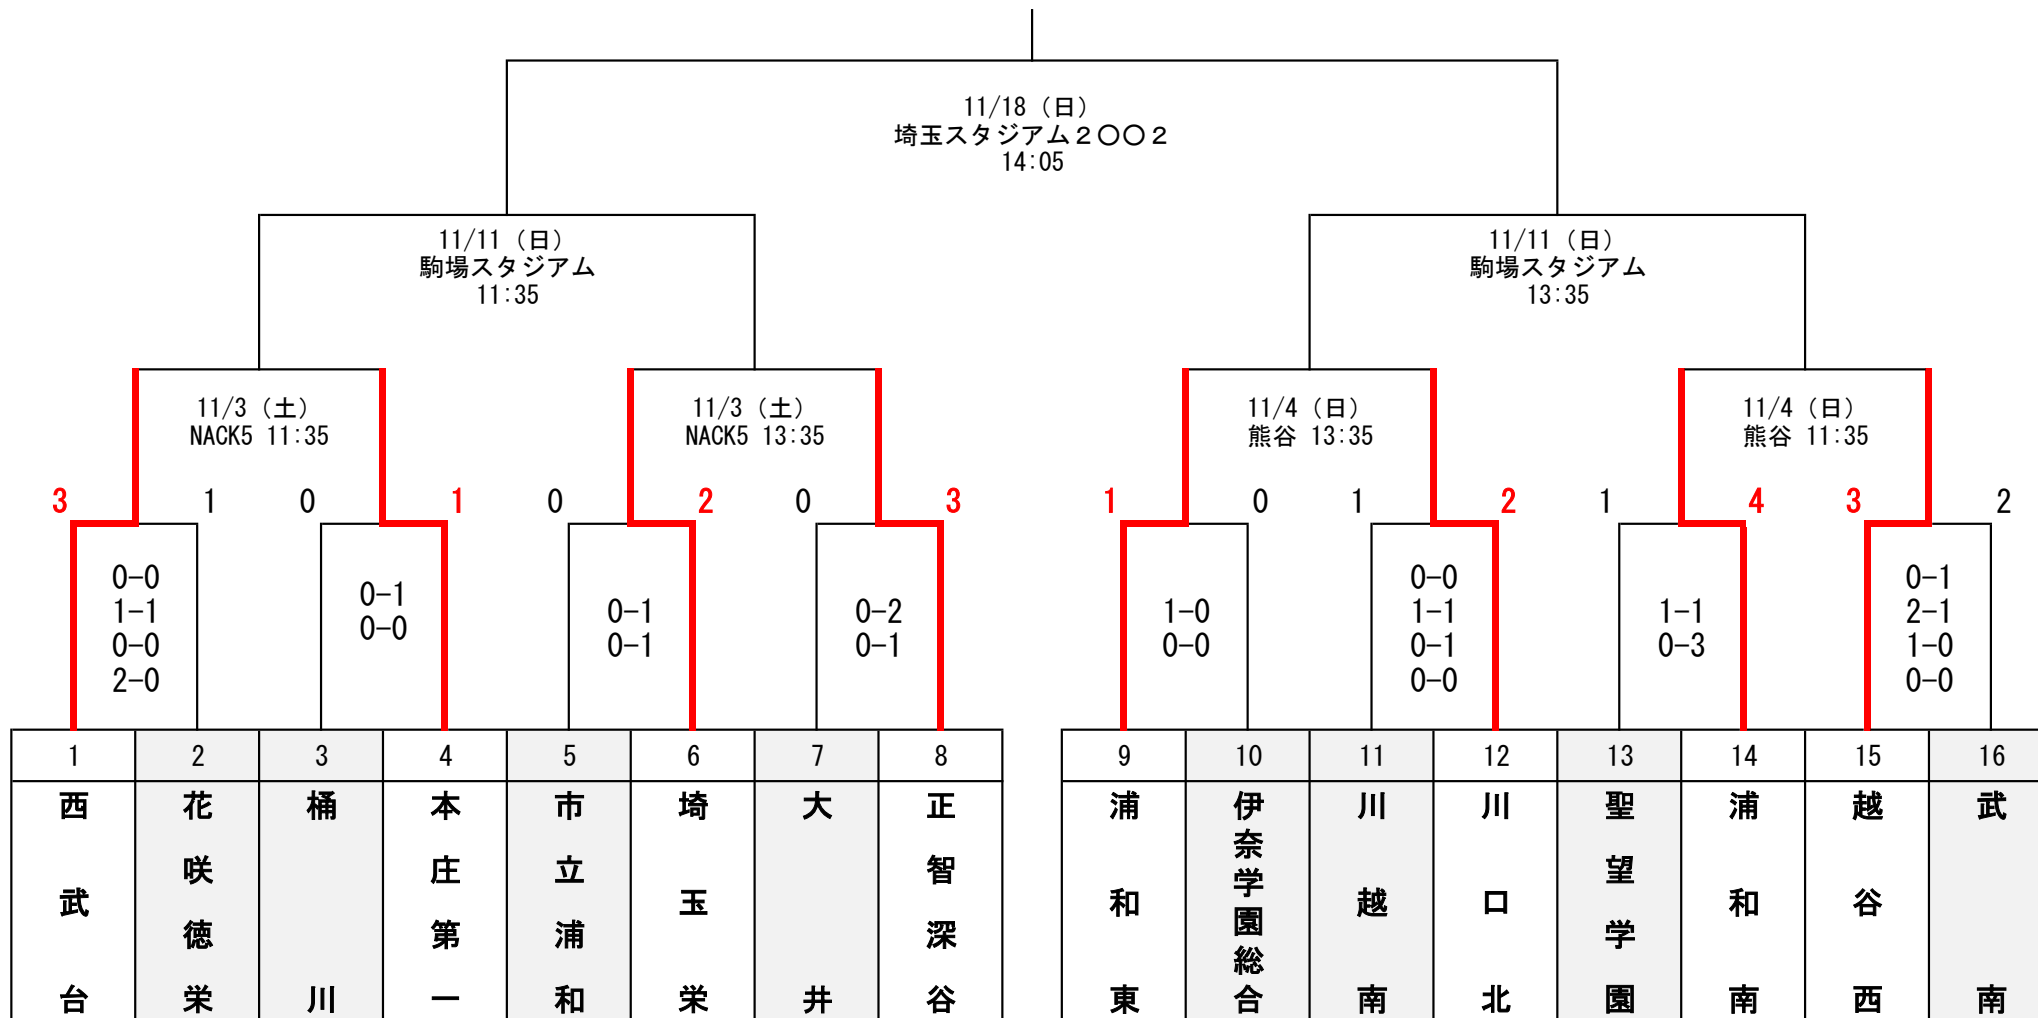 11/18（日）
埼玉スタジアム２〇〇２
14:05
11/11（日）
駒場スタジアム
11:35
11/11（日）
駒場スタジアム
13:35
11/3（土）
NACK5 11:35
11/3（土）
NACK5 13:35
11/4（日）
熊谷 13:35
11/4（日）
熊谷 11:35
3 1 0 1 0 2 0 3 1 0 1 2 1 4 3 2
0−0
1−1
0−0
2−0
0−1
0−0
0−1
0−1
0−2
0−1
1−0
0−0
0−0
1−1
0−1
0−0
1−1
0−3
0−1
2−1
1−0
0−0
1 2 3 4 5 6 7 8 9 10 11 12 13 14 15 16
西武台
花咲徳栄
桶川
本庄第一
市立浦和
埼玉栄
大井
正智深谷
浦和東
伊奈学園総合
川越南
川口北
聖望学園
浦和南
越谷西
武南